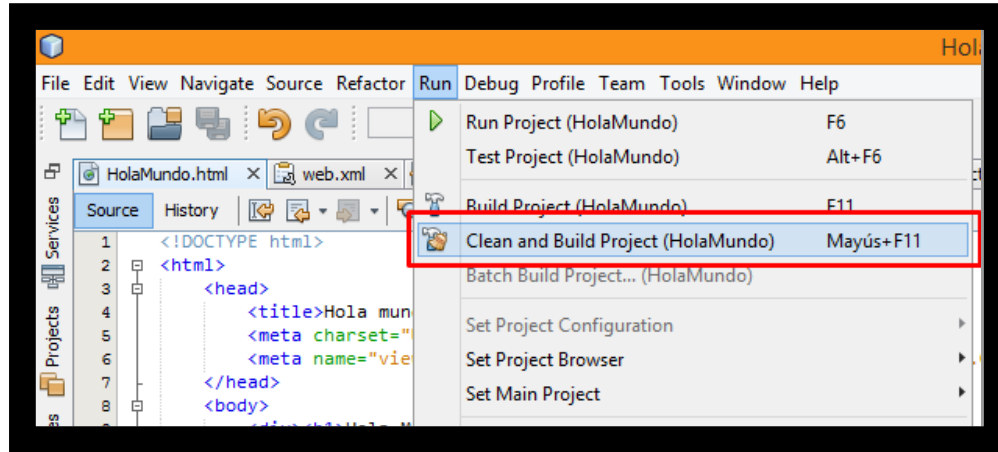 Hola
File Edit View Navigate Source Refactor Run Debug Profile Team Tools Window Help
Run Project (HolaMundo) F6
Test Project (HolaMundo) Alt+F6
Build Project (HolaMundo) F11
Clean and Build Project (HolaMundo) Mayús+F11
Batch Build Project... (HolaMundo)
Set Project Configuration
Set Project Browser
Set Main Project
HolaMundo.html web.xml
Source History
Services
Projects
1 <!DOCTYPE html>
2 <html>
3 <head>
4 <title>Hola mun
5 <meta charset="
6 <meta name="vie
7 </head>
8 <body>